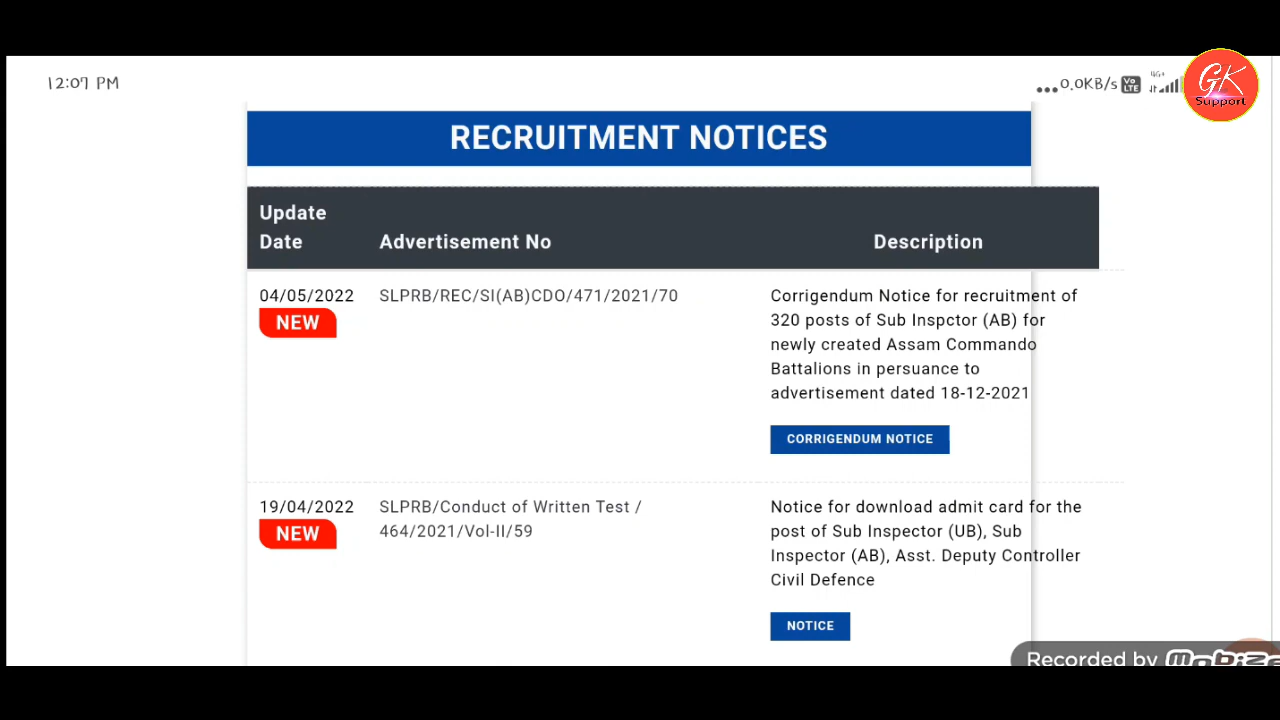 12:07 PM
...0.0KB/s Vo LTE 4G+
GK
Support
RECRUITMENT NOTICES
Update
Date Advertisement No Description
04/05/2022 SLPRB/REC/SI(AB)CDO/471/2021/70 Corrigendum Notice for recruitment of
NEW 320 posts of Sub Inspctor (AB) for
newly created Assam Commando
Battalions in persuance to
advertisement dated 18-12-2021
CORRIGENDUM NOTICE
19/04/2022 SLPRB/Conduct of Written Test / Notice for download admit card for the
NEW 464/2021/Vol-II/59 post of Sub Inspector (UB), Sub
Inspector (AB), Asst. Deputy Controller
Civil Defence
NOTICE
Recorded by